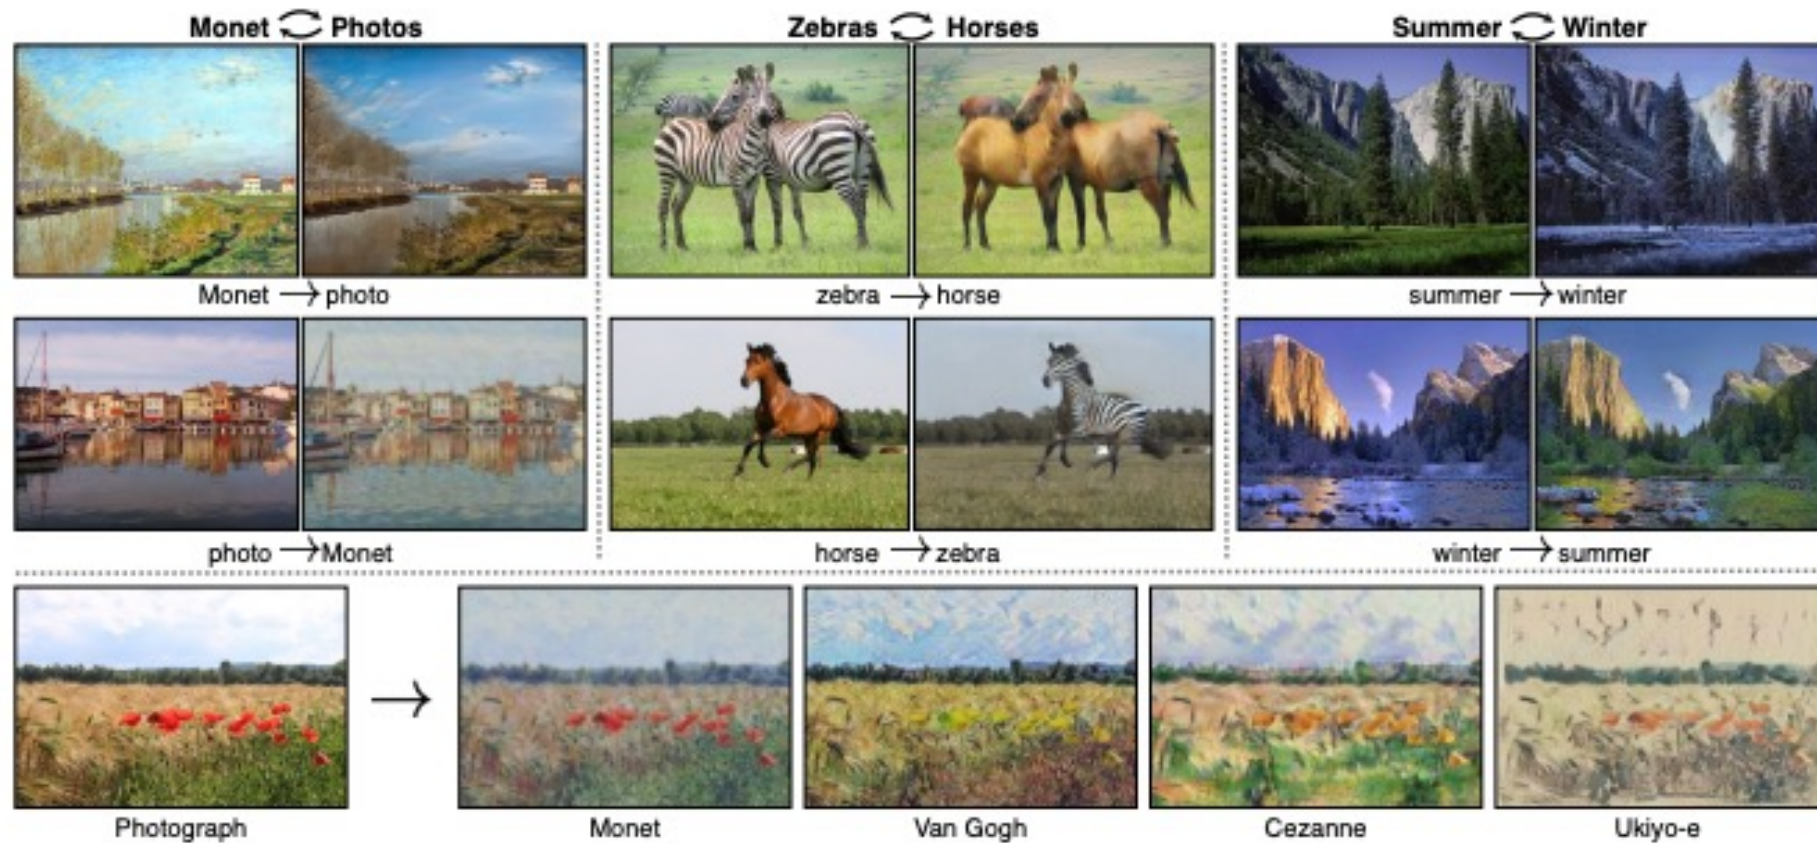 Monet ⇄ Photos
Zebras ⇄ Horses
Summer ⇄ Winter
Monet → photo
zebra → horse
summer → winter
photo → Monet
horse → zebra
winter → summer
Photograph
Monet
Van Gogh
Cezanne
Ukiyo-e